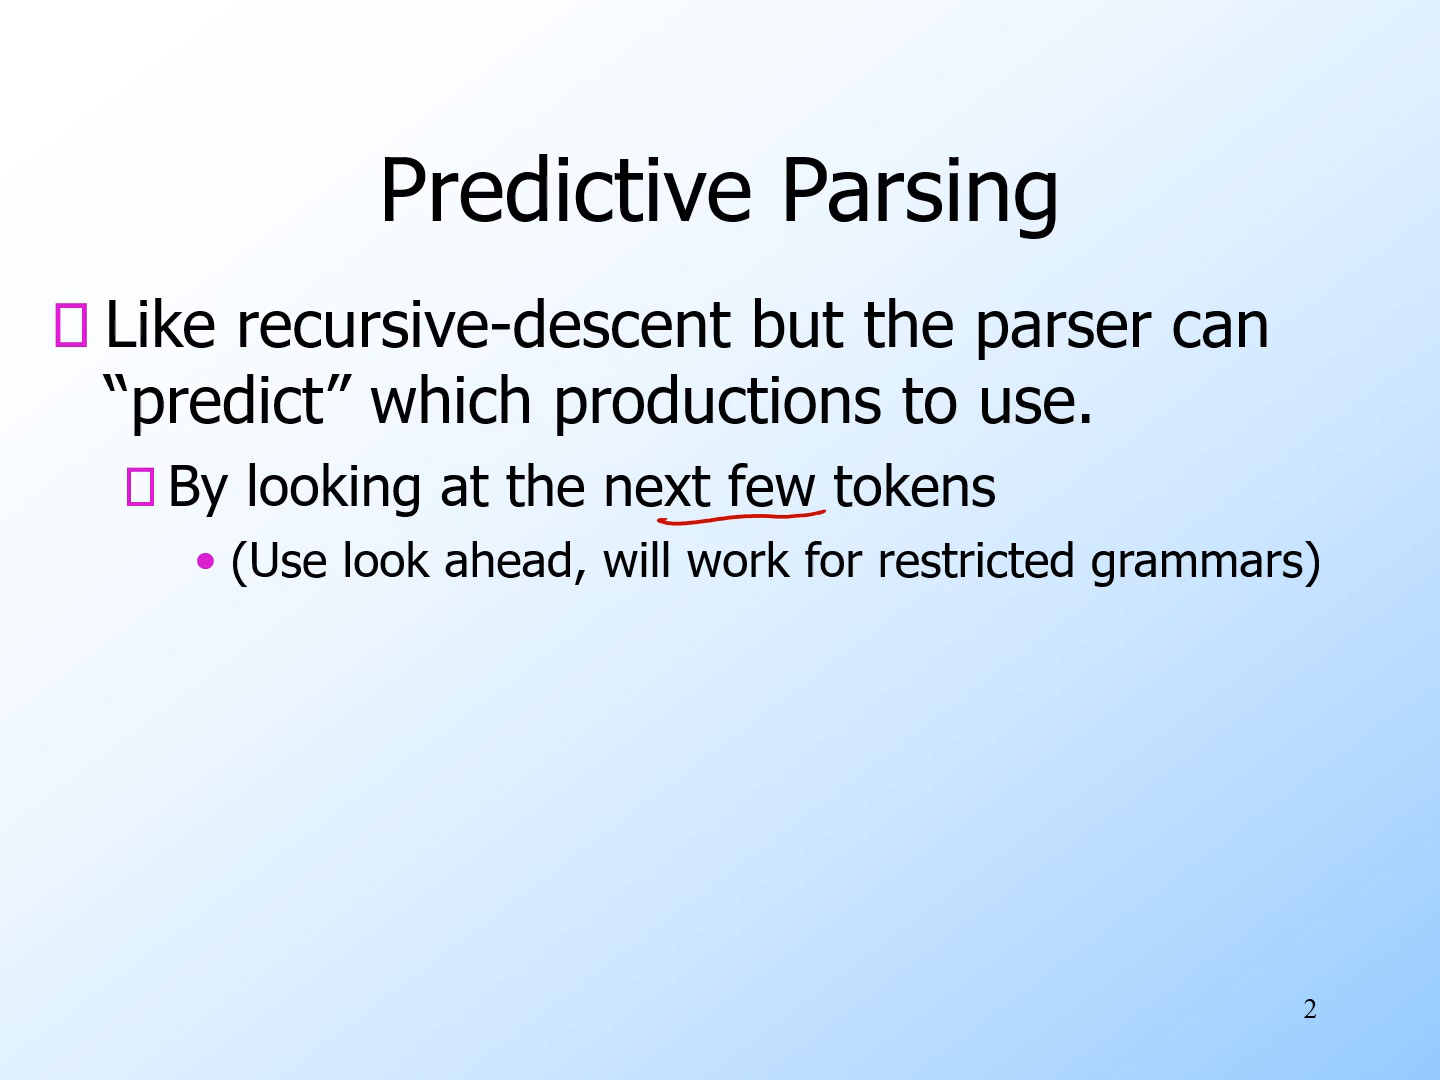 Predictive Parsing
Like recursive-descent but the parser can
“predict” which productions to use.
By looking at the next few tokens
• (Use look ahead, will work for restricted grammars)
2